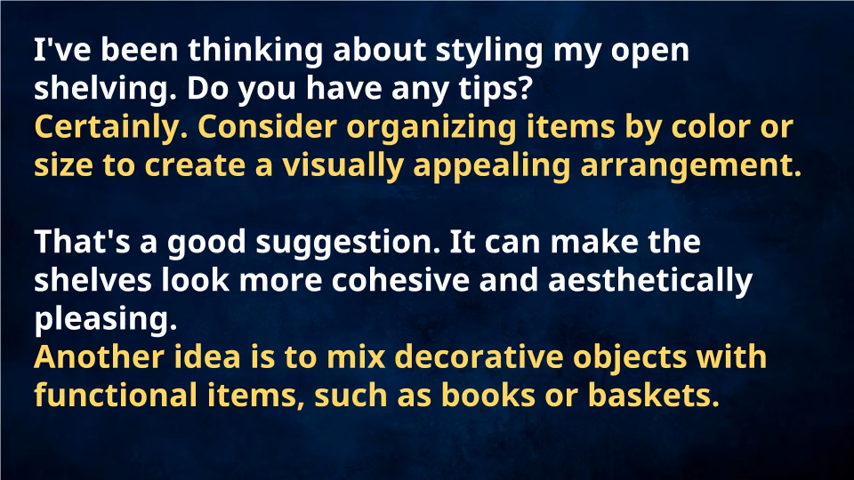 I've been thinking about styling my open
shelving. Do you have any tips?
Certainly. Consider organizing items by color or
size to create a visually appealing arrangement.
That's a good suggestion. It can make the
shelves look more cohesive and aesthetically
pleasing.
Another idea is to mix decorative objects with
functional items, such as books or baskets.